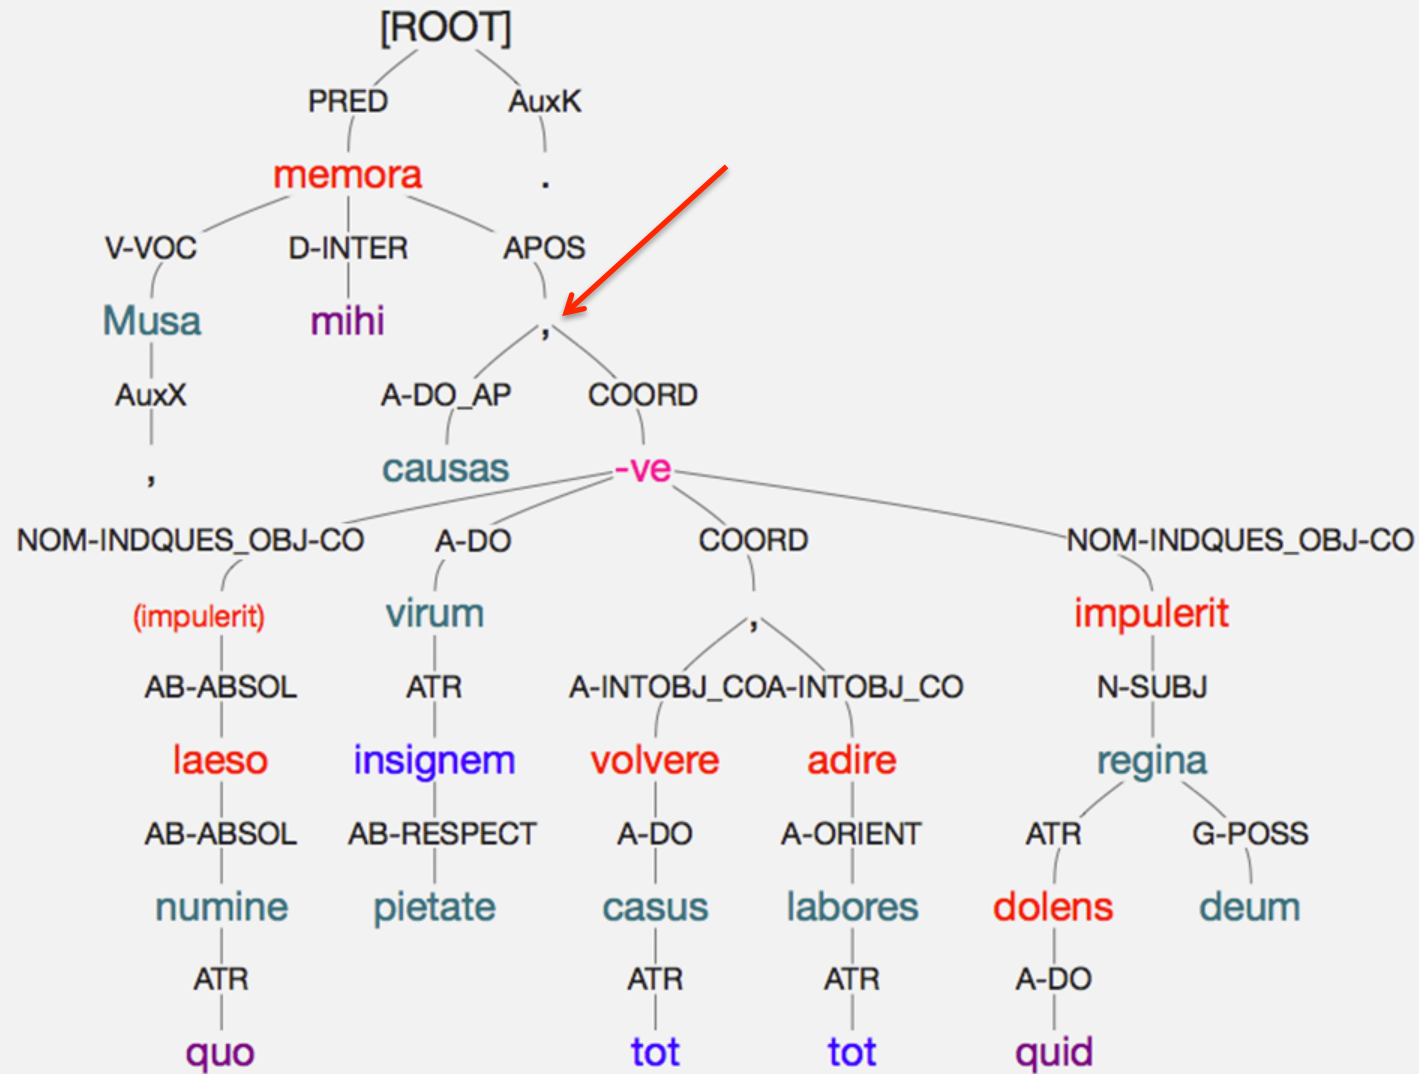 [ROOT]
PRED AuxK
memora .
V-VOC D-INTER APOS
Musa mihi ,
AuxX A-DO_AP COORD
, causas -ve
NOM-INDQUES_OBJ-CO A-DO COORD NOM-INDQUES_OBJ-CO
(impulerit) virum , impulerit
AB-ABSOL ATR A-INTOBJ_COA-INTOBJ_CO N-SUBJ
laeso insignem volvere adire regina
AB-ABSOL AB-RESPECT A-DO A-ORIENT ATR G-POSS
numine pietate casus labores dolens deum
ATR ATR ATR A-DO
quo tot tot quid